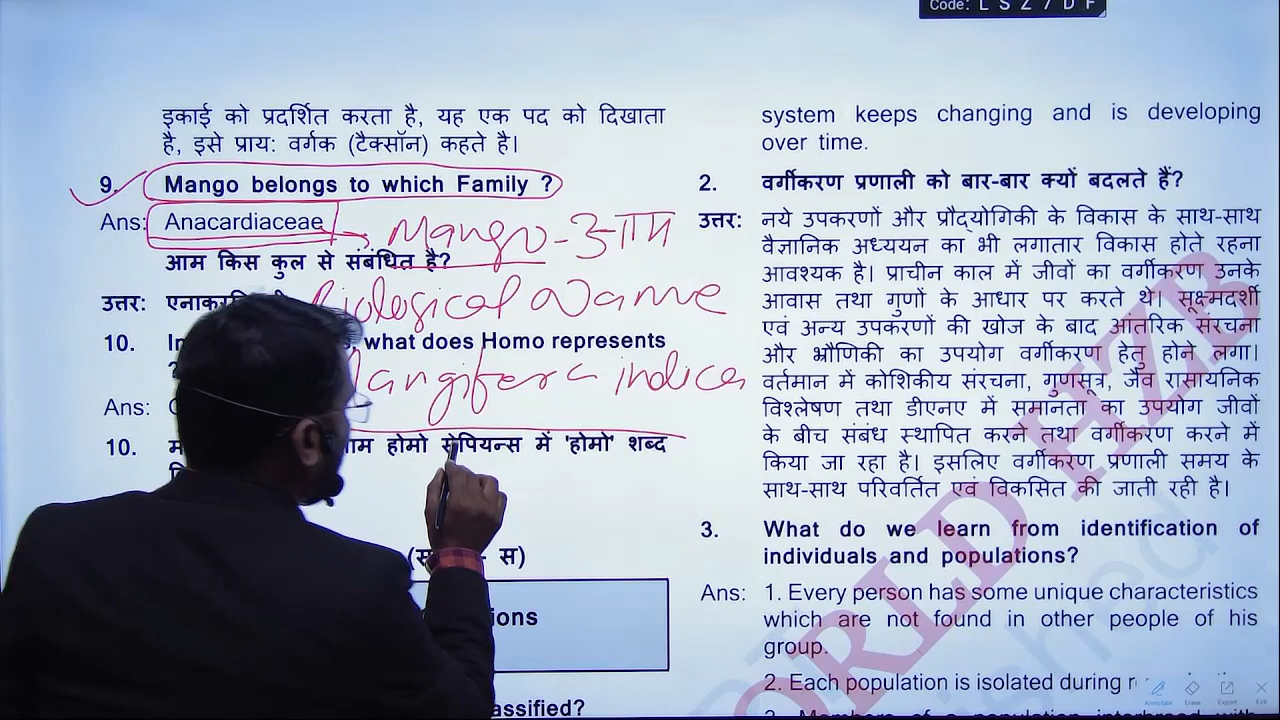 Code: L S Z 7 D F
इकाई को प्रदर्शित करता है, यह एक पद को दिखाता
है, इसे प्राय: वर्गक (टैक्सॉन) कहते है।
9. Mango belongs to which Family ?
Ans: Anacardiaceae
Mango - आम
आम किस कुल से संबंधित है?
उत्तर:
Biological Name
10. what does Homo represents
Mangifera indica
Ans:
10. होमो सेपियन्स में 'होमो' शब्द
system keeps changing and is developing
over time.
2. वर्गीकरण प्रणाली को बार-बार क्यों बदलते हैं?
उत्तर: नये उपकरणों और प्रौद्योगिकी के विकास के साथ-साथ
वैज्ञानिक अध्ययन का भी लगातार विकास होते रहना
आवश्यक है। प्राचीन काल में जीवों का वर्गीकरण उनके
आवास तथा गुणों के आधार पर करते थे। सूक्ष्मदर्शी
एवं अन्य उपकरणों की खोज के बाद आंतरिक संरचना
और भ्रौणिकी का उपयोग वर्गीकरण हेतु होने लगा।
वर्तमान में कोशिकीय संरचना, गुणसूत्र, जैव रासायनिक
विश्लेषण तथा डीएनए में समानता का उपयोग जीवों
के बीच संबंध स्थापित करने तथा वर्गीकरण करने में
किया जा रहा है। इसलिए वर्गीकरण प्रणाली समय के
साथ-साथ परिवर्तित एवं विकसित की जाती रही है।
3. What do we learn from identification of
individuals and populations?
Ans: 1. Every person has some unique characteristics
which are not found in other people of his
group.
2. Each population is isolated during
Annotate Erase Export Exit